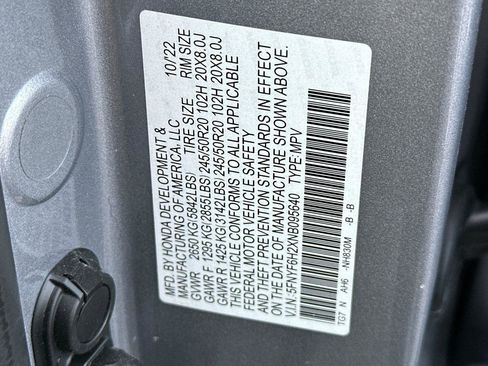 MFD. BY HONDA DEVELOPMENT & 10/22
MANUFACTURING OF AMERICA, LLC
GVWR 2650 KG(5842LBS) TIRE SIZE RIM SIZE
GAWR F 1295 KG(2855LBS) 245/50R20 102H 20X8.0J
GAWR R 1425 KG(3142LBS) 245/50R20 102H 20X8.0J
THIS VEHICLE CONFORMS TO ALL APPLICABLE
FEDERAL MOTOR VEHICLE SAFETY
AND THEFT PREVENTION STANDARDS IN EFFECT
ON THE DATE OF MANUFACTURE SHOWN ABOVE.
V.I.N. :5FNYF6H2XNB095640 TYPE:MPV
TG7 N AH6 -NH830M -B -B